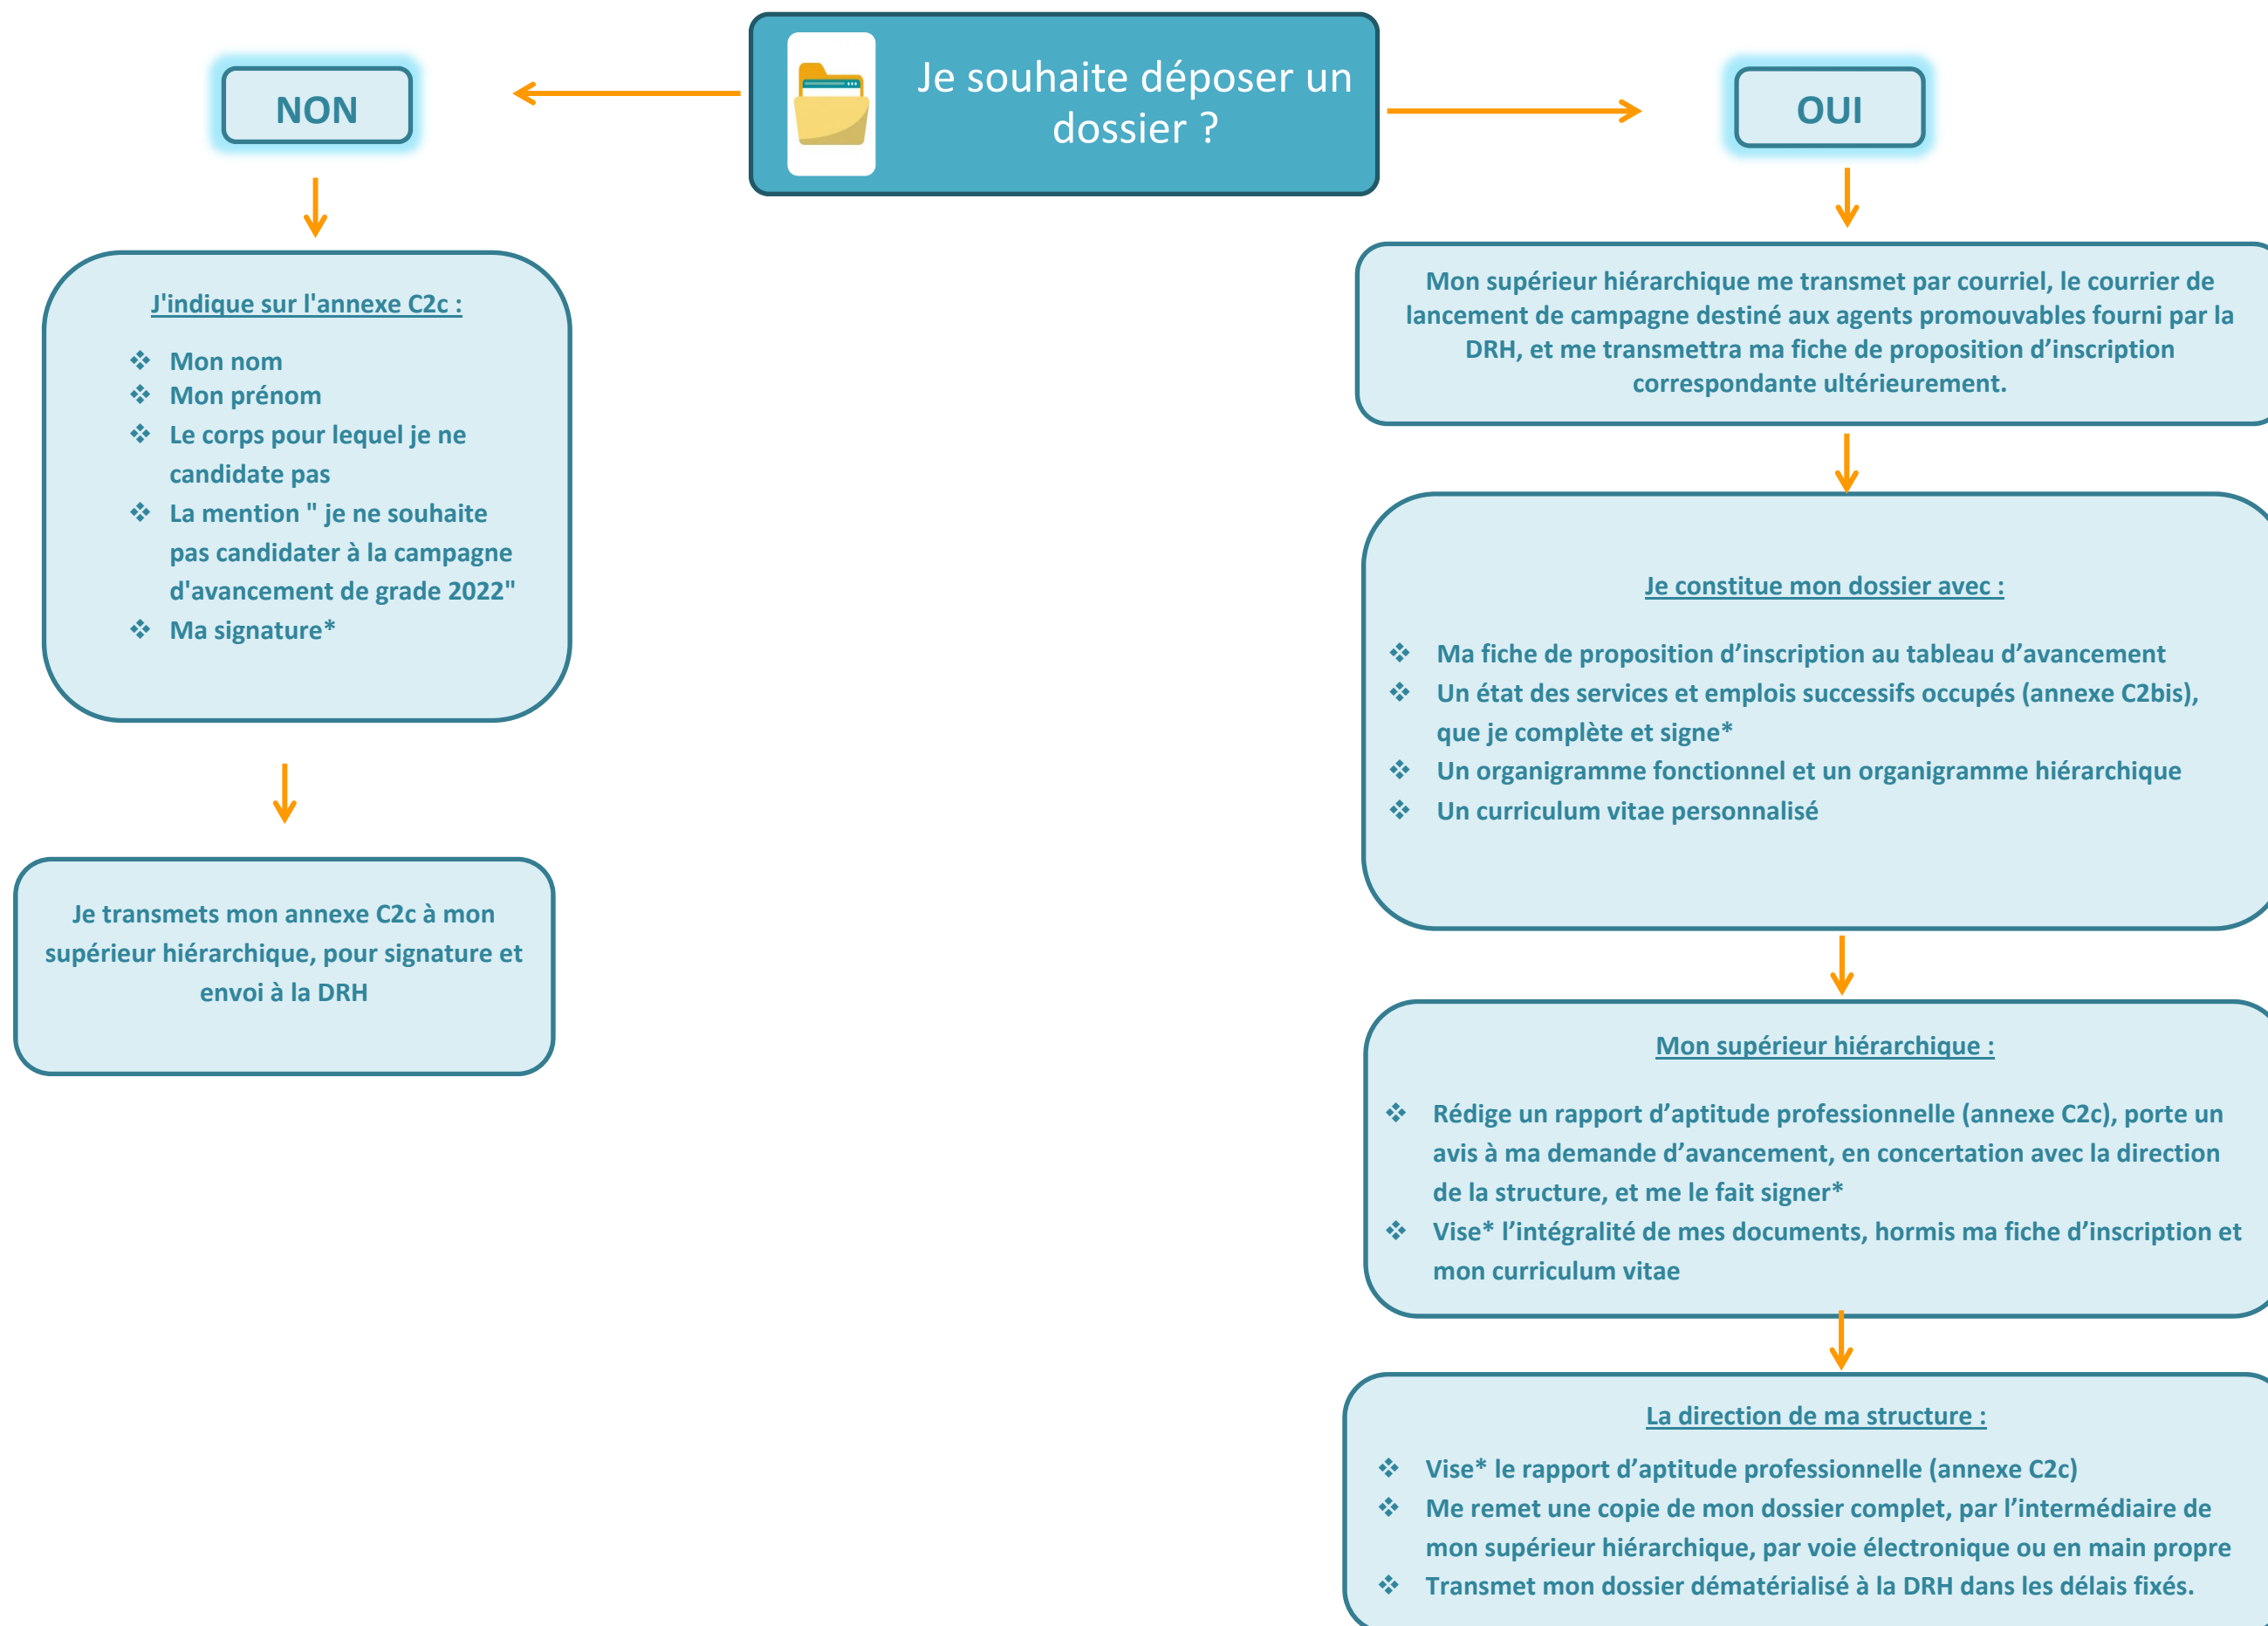 Je souhaite déposer un
dossier ?
NON
J'indique sur l'annexe C2c :
❖ Mon nom
❖ Mon prénom
❖ Le corps pour lequel je ne
candidate pas
❖ La mention " je ne souhaite
pas candidater à la campagne
d'avancement de grade 2022"
❖ Ma signature*
Je transmets mon annexe C2c à mon
supérieur hiérarchique, pour signature et
envoi à la DRH
OUI
Mon supérieur hiérarchique me transmet par courriel, le courrier de
lancement de campagne destiné aux agents promouvables fourni par la
DRH, et me transmettra ma fiche de proposition d’inscription
correspondante ultérieurement.
Je constitue mon dossier avec :
❖ Ma fiche de proposition d’inscription au tableau d’avancement
❖ Un état des services et emplois successifs occupés (annexe C2bis),
que je complète et signe*
❖ Un organigramme fonctionnel et un organigramme hiérarchique
❖ Un curriculum vitae personnalisé
Mon supérieur hiérarchique :
❖ Rédige un rapport d’aptitude professionnelle (annexe C2c), porte un
avis à ma demande d’avancement, en concertation avec la direction
de la structure, et me le fait signer*
❖ Vise* l’intégralité de mes documents, hormis ma fiche d’inscription et
mon curriculum vitae
La direction de ma structure :
❖ Vise* le rapport d’aptitude professionnelle (annexe C2c)
❖ Me remet une copie de mon dossier complet, par l’intermédiaire de
mon supérieur hiérarchique, par voie électronique ou en main propre
❖ Transmet mon dossier dématérialisé à la DRH dans les délais fixés.